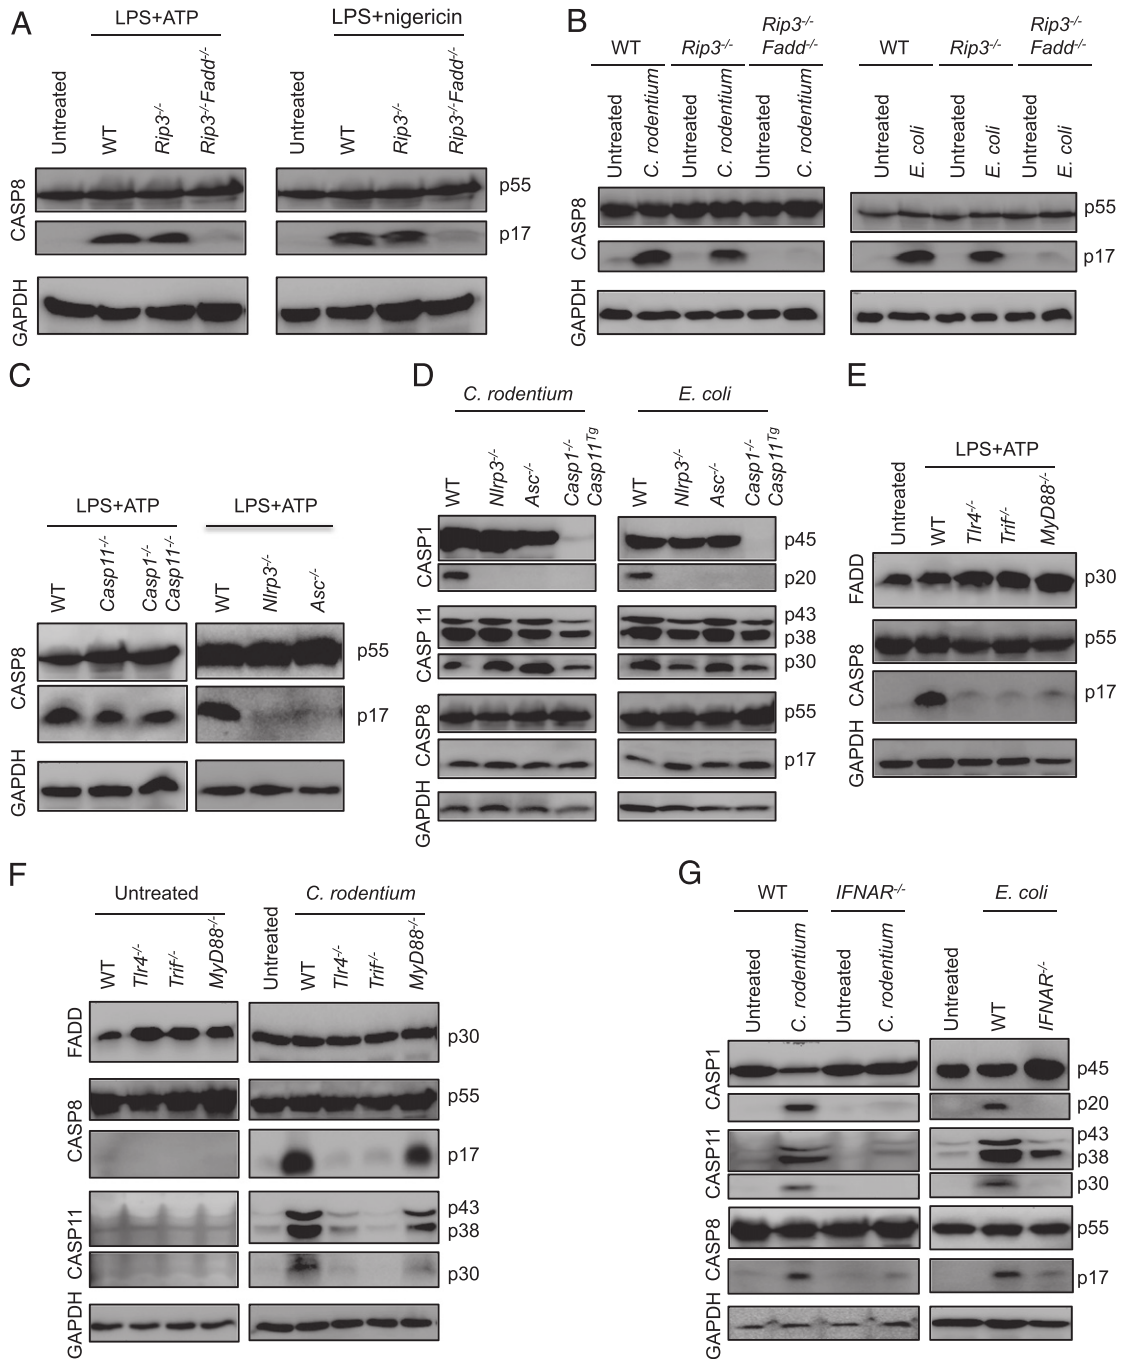 A
LPS+ATP
LPS+nigericin
Untreated
WT
Rip3-/-
Rip3-/-Fadd-/-
Untreated
WT
Rip3-/-
Rip3-/-Fadd-/-
CASP8
p55
p17
GAPDH
B
WT
Rip3-/-
Rip3-/-
Fadd-/-
WT
Rip3-/-
Rip3-/-
Fadd-/-
Untreated
C. rodentium
Untreated
C. rodentium
Untreated
C. rodentium
Untreated
E. coli
Untreated
E. coli
Untreated
E. coli
CASP8
p55
p17
GAPDH
C
LPS+ATP
LPS+ATP
WT
Casp11-/-
Casp1-/-
Casp11-/-
WT
Nlrp3-/-
Asc-/-
CASP8
p55
p17
GAPDH
D
C. rodentium
E. coli
WT
Nlrp3-/-
Asc-/-
Casp1-/-
Casp11Tg
WT
Nlrp3-/-
Asc-/-
Casp1-/-
Casp11Tg
CASP1
p45
p20
CASP 11
p43
p38
p30
CASP8
p55
p17
GAPDH
E
LPS+ATP
Untreated
WT
Tlr4-/-
Trif-/-
MyD88-/-
FADD
p30
CASP8
p55
p17
GAPDH
F
Untreated
C. rodentium
WT
Tlr4-/-
Trif-/-
MyD88-/-
Untreated
WT
Tlr4-/-
Trif-/-
MyD88-/-
FADD
p30
CASP8
p55
p17
CASP11
p43
p38
p30
GAPDH
G
WT
IFNAR-/-
E. coli
Untreated
C. rodentium
Untreated
C. rodentium
Untreated
WT
IFNAR-/-
CASP1
p45
p20
CASP11
p43
p38
p30
CASP8
p55
p17
GAPDH